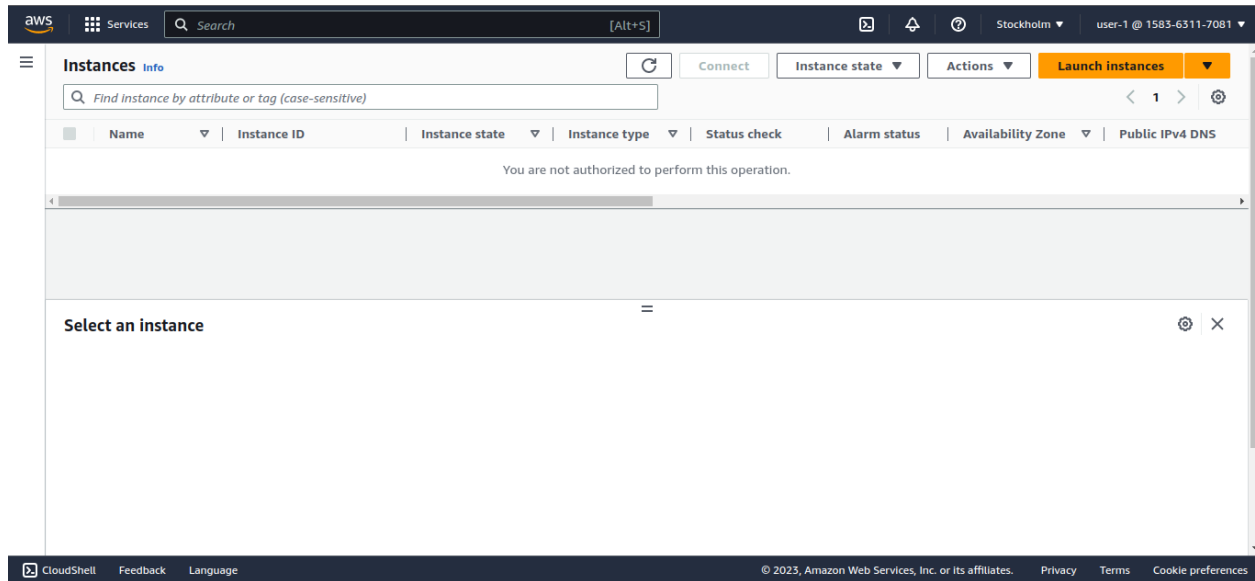 aws Services Search [Alt+S] Stockholm ▼ user-1 @ 1583-6311-7081 ▼
Instances Info Connect Instance state ▼ Actions ▼ Launch instances ▼
Find instance by attribute or tag (case-sensitive) < 1 >
Name Instance ID Instance state Instance type Status check Alarm status Availability Zone Public IPv4 DNS
You are not authorized to perform this operation.
Select an instance
CloudShell Feedback Language © 2023, Amazon Web Services, Inc. or its affiliates. Privacy Terms Cookie preferences